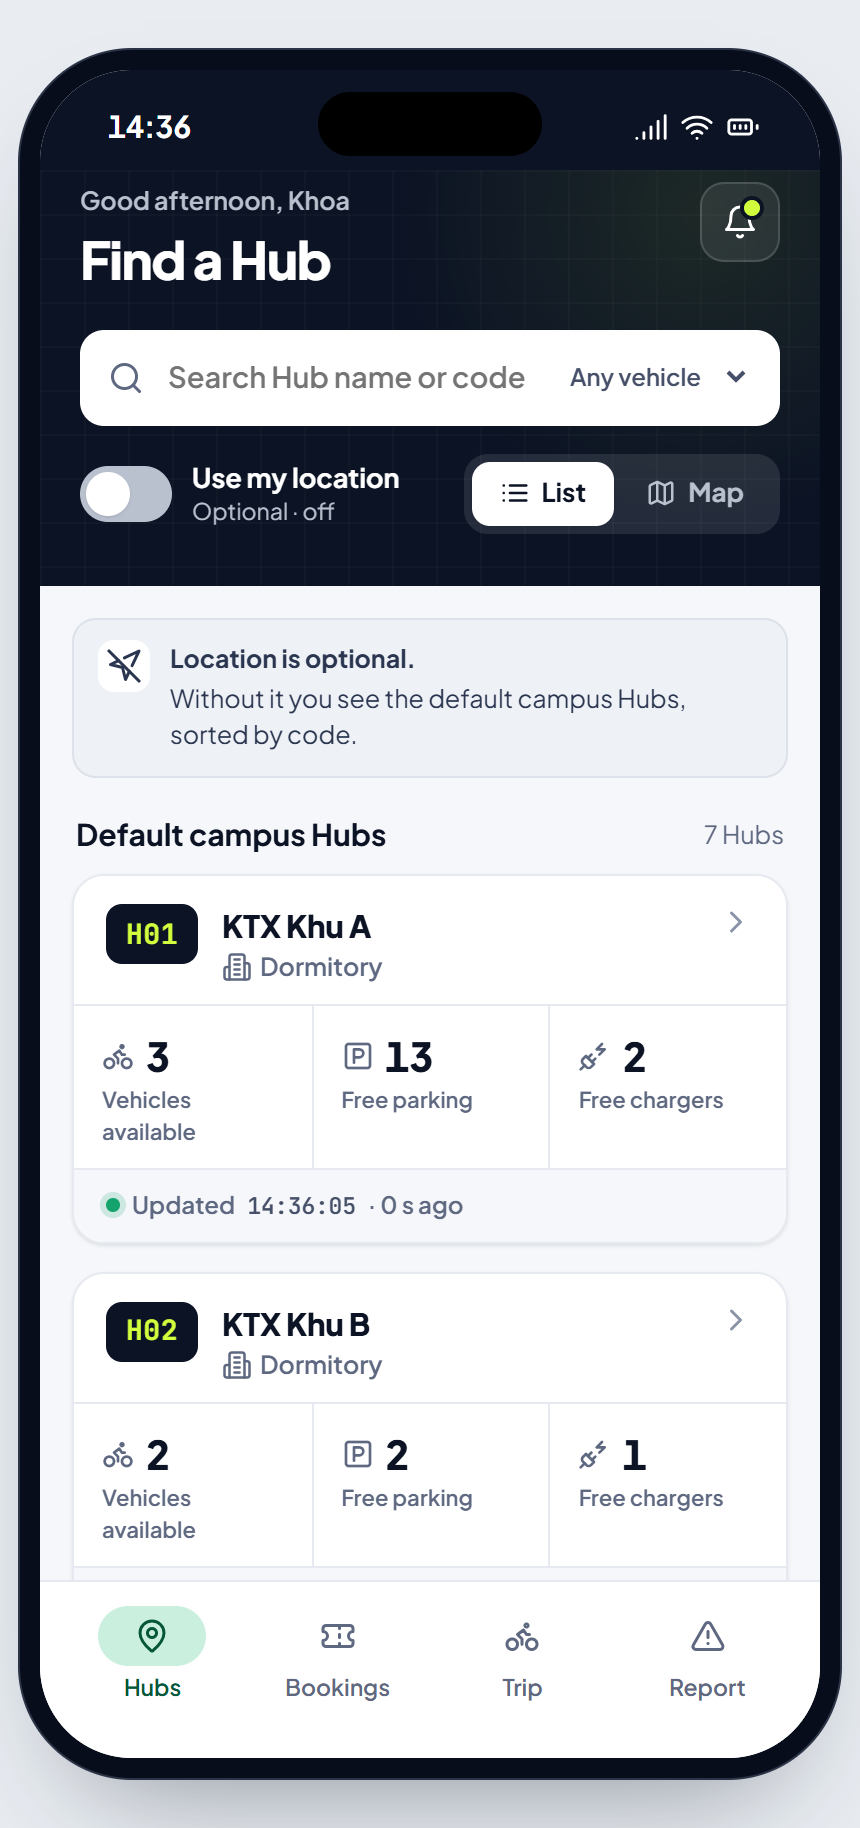 14:36
Good afternoon, Khoa
Find a Hub
Search Hub name or code
Any vehicle
Use my location
Optional · off
List
Map
Location is optional.
Without it you see the default campus Hubs,
sorted by code.
Default campus Hubs
7 Hubs
H01
KTX Khu A
Dormitory
3
Vehicles
available
P
13
Free parking
2
Free chargers
Updated 14:36:05 · 0 s ago
H02
KTX Khu B
Dormitory
2
Vehicles
available
P
2
Free parking
1
Free chargers
Hubs
Bookings
Trip
Report